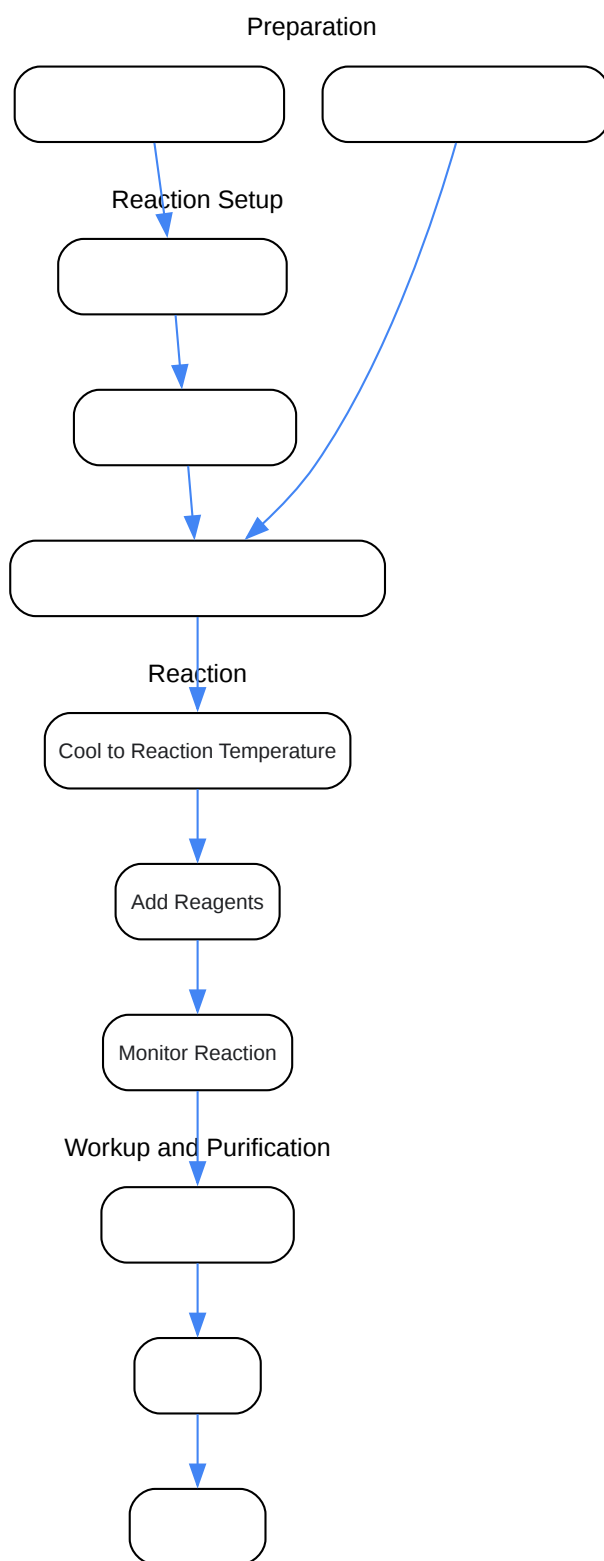 Preparation
Reaction Setup
Reaction
Cool to Reaction Temperature
Add Reagents
Monitor Reaction
Workup and Purification